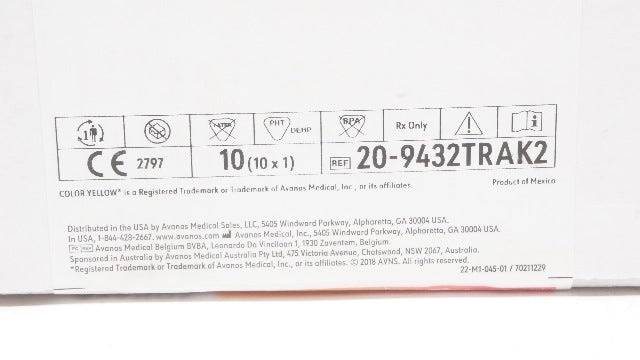 1
LATEX
PHT
DEHP
BPA
Rx Only
CE 2797
10 (10 x 1)
REF 20-9432TRAK2
COLOR YELLOW* is a Registered Trademark or Trademark of Avanos Medical, Inc., or its affiliates.
Product of Mexico
Distributed in the USA by Avanos Medical Sales, LLC, 5405 Windward Parkway, Alpharetta, GA 30004 USA.
In USA, 1-844-428-2667. www.avanos.com Avanos Medical, Inc., 5405 Windward Parkway, Alpharetta, GA 30004 USA.
EC REP Avanos Medical Belgium BVBA, Leonardo Da Vincilaan 1, 1930 Zaventem, Belgium.
Sponsored in Australia by Avanos Medical Australia Pty Ltd, 475 Victoria Avenue, Chatswood, NSW 2067, Australia.
*Registered Trademark or Trademark of Avanos Medical, Inc., or its affiliates. © 2018 AVNS. All rights reserved.
22-M1-045-01 / 70211229